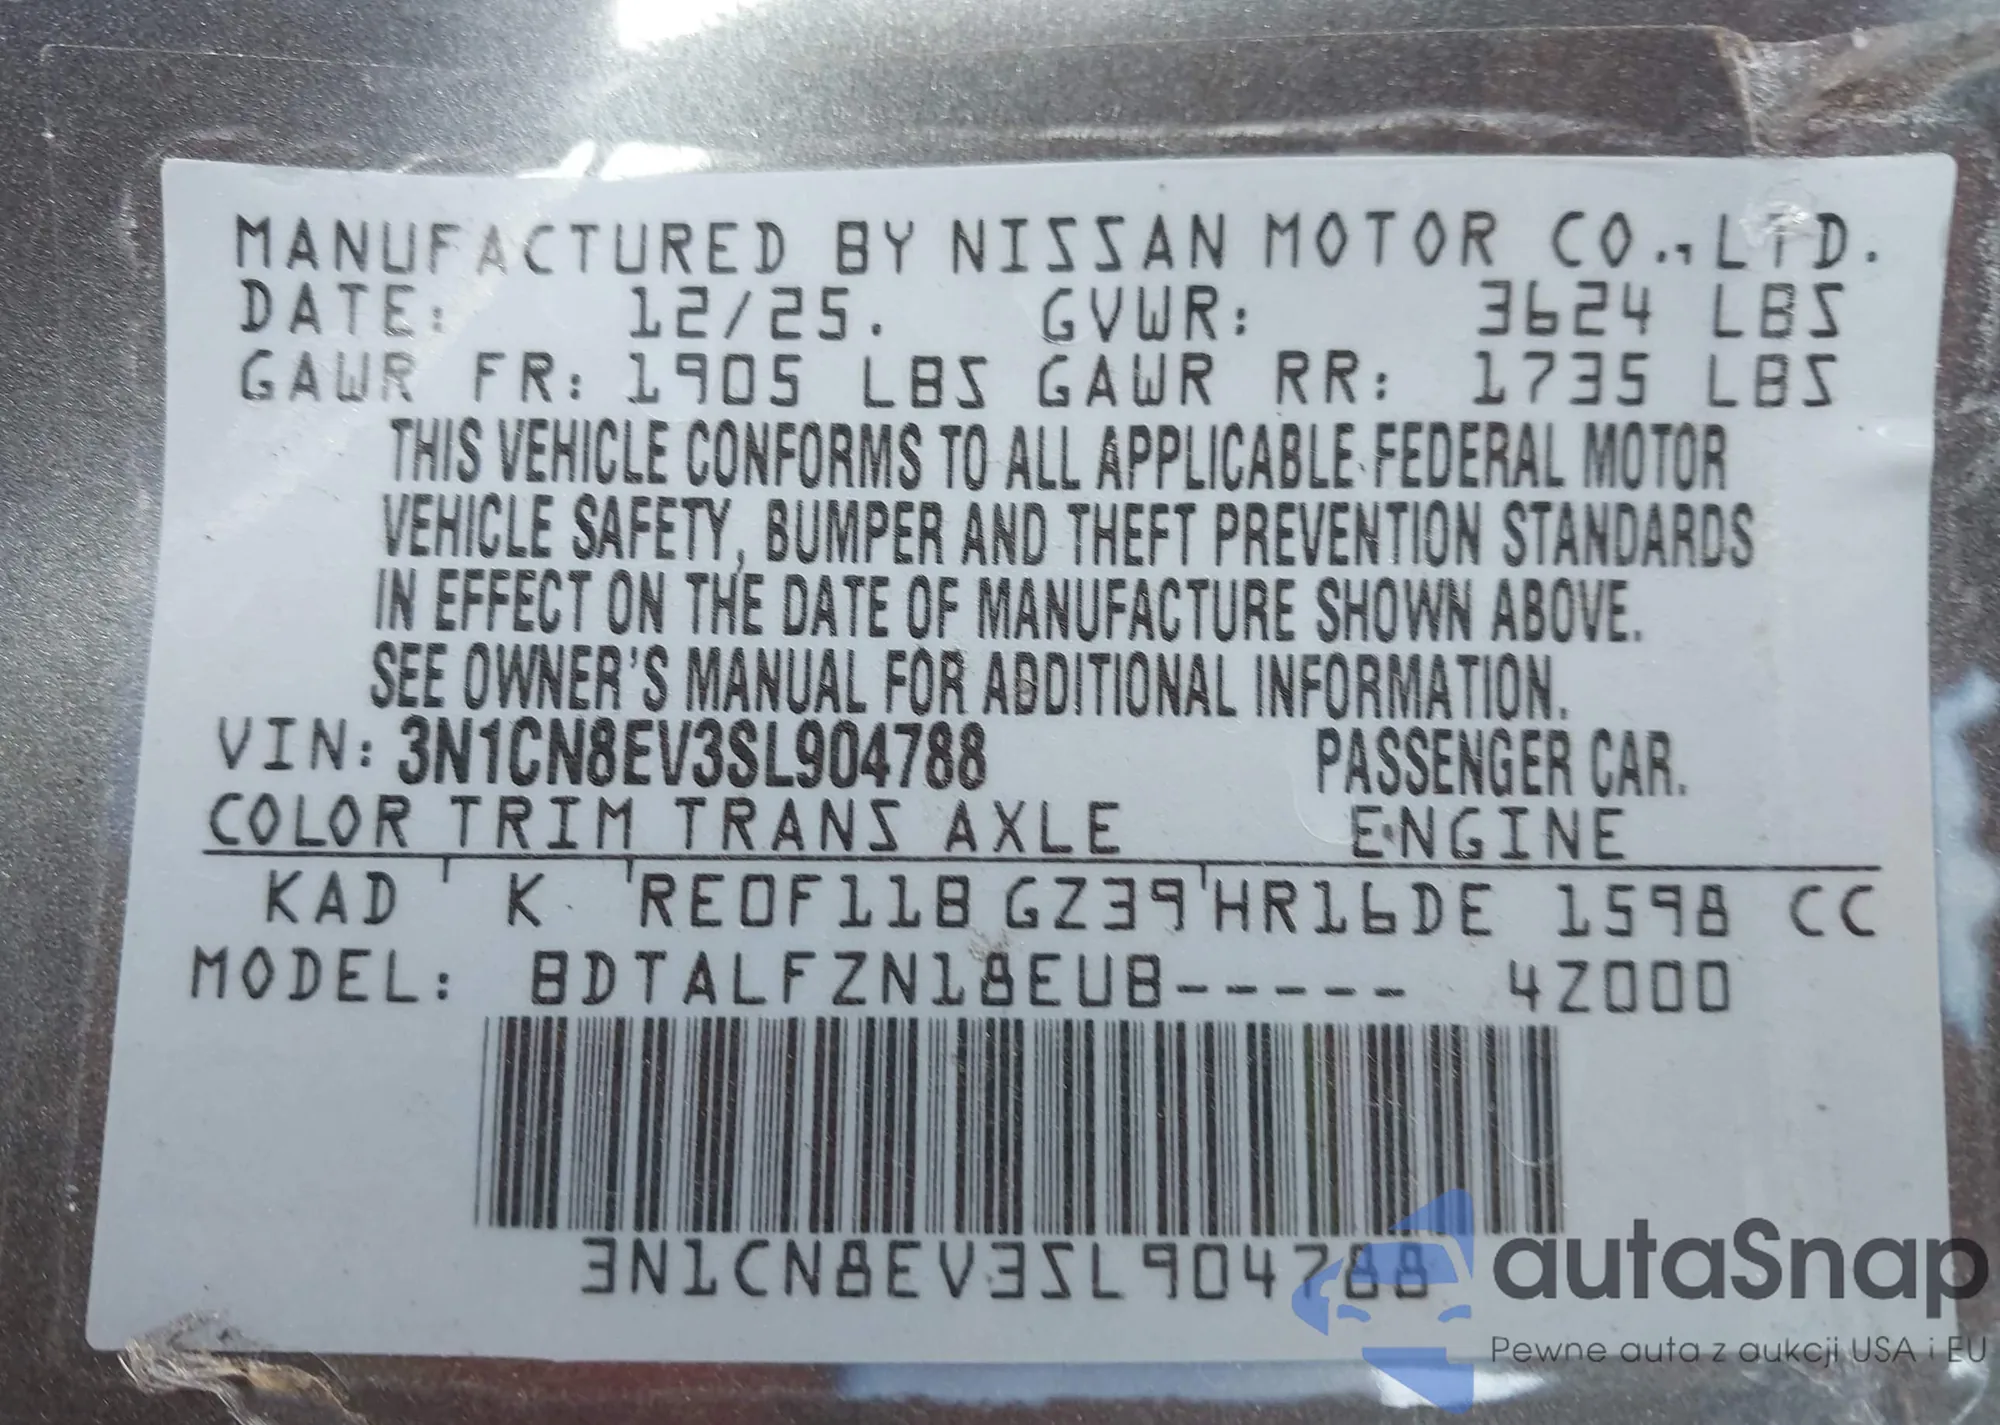 MANUFACTURED BY NISSAN MOTOR CO.,LTD.
DATE: 12/25. GVWR: 3624 LBS
GAWR FR: 1905 LBS GAWR RR: 1735 LBS
THIS VEHICLE CONFORMS TO ALL APPLICABLE FEDERAL MOTOR
VEHICLE SAFETY, BUMPER AND THEFT PREVENTION STANDARDS
IN EFFECT ON THE DATE OF MANUFACTURE SHOWN ABOVE.
SEE OWNER'S MANUAL FOR ADDITIONAL INFORMATION.
VIN: 3N1CN8EV3SL904788 PASSENGER CAR.
COLOR TRIM TRANS AXLE ENGINE
KAD K RE0F11B GZ39 HR16DE 1598 CC
MODEL: BDTALFZN18EUB----- 4Z000
3N1CN8EV3SL904788
autaSnap
Pewne auta z aukcji USA i EU